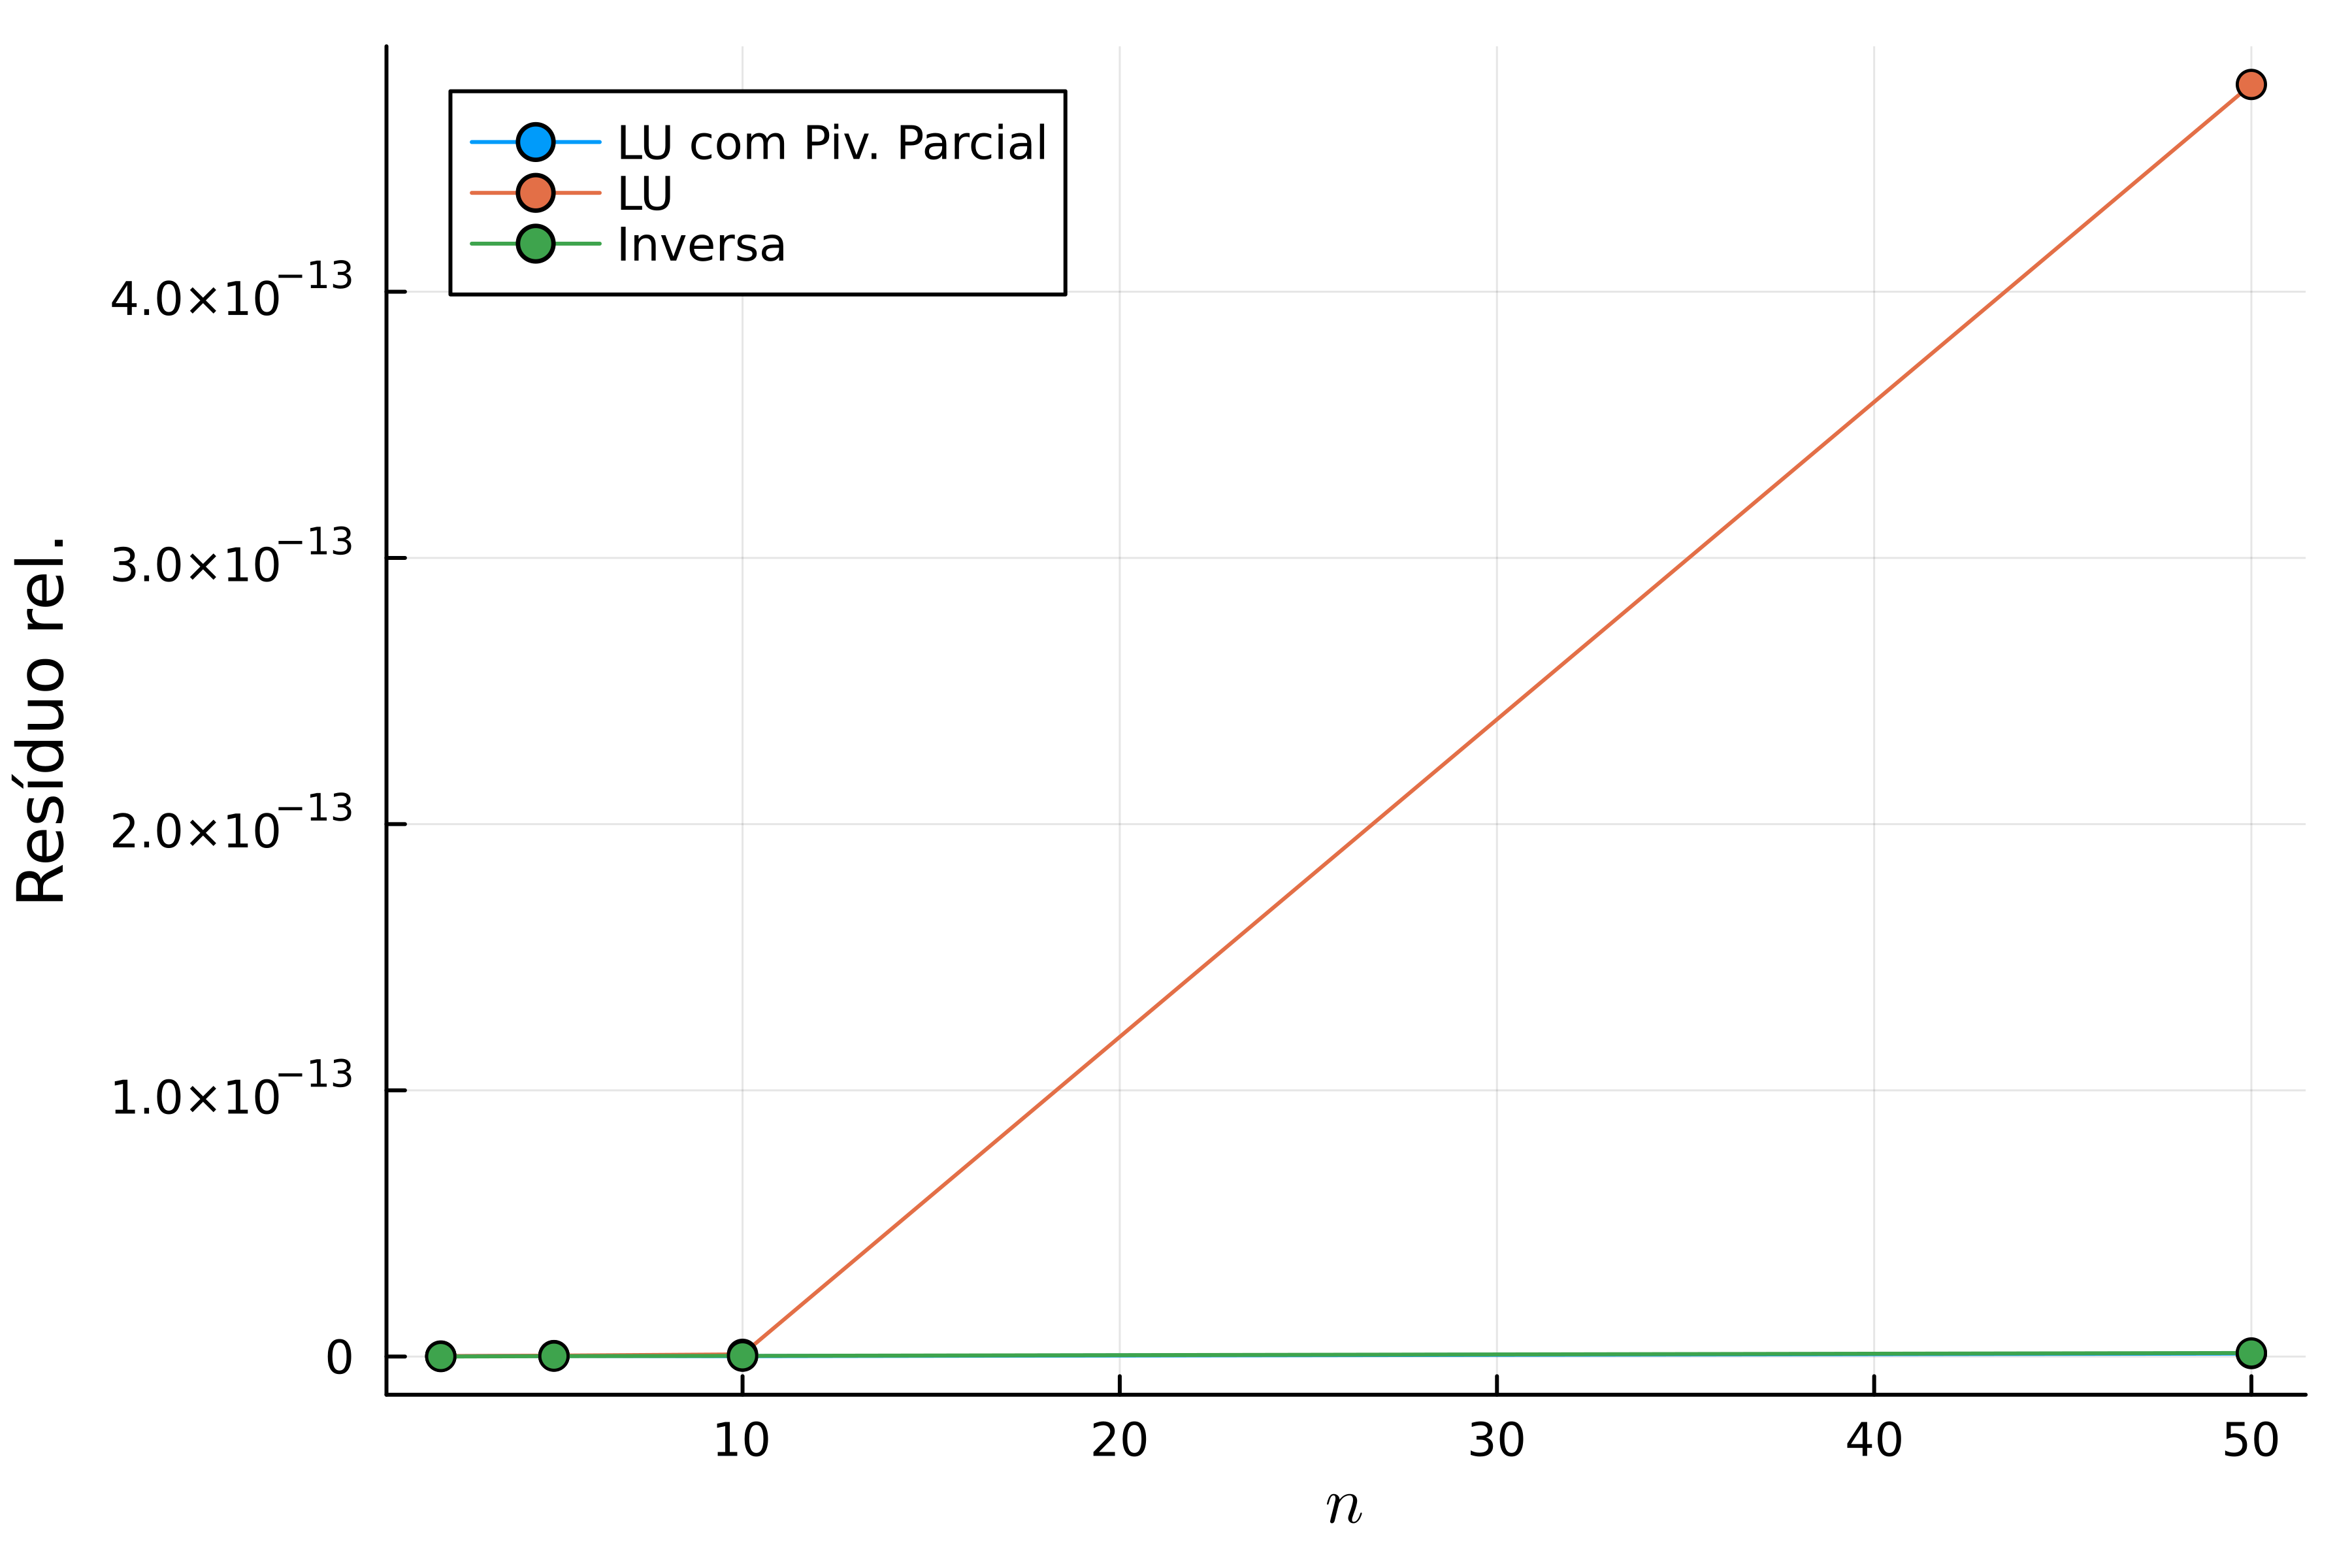 LU com Piv. Parcial
LU
Inversa
4.0×10⁻¹³
3.0×10⁻¹³
2.0×10⁻¹³
1.0×10⁻¹³
0
Resíduo rel.
10 20 30 40 50
n